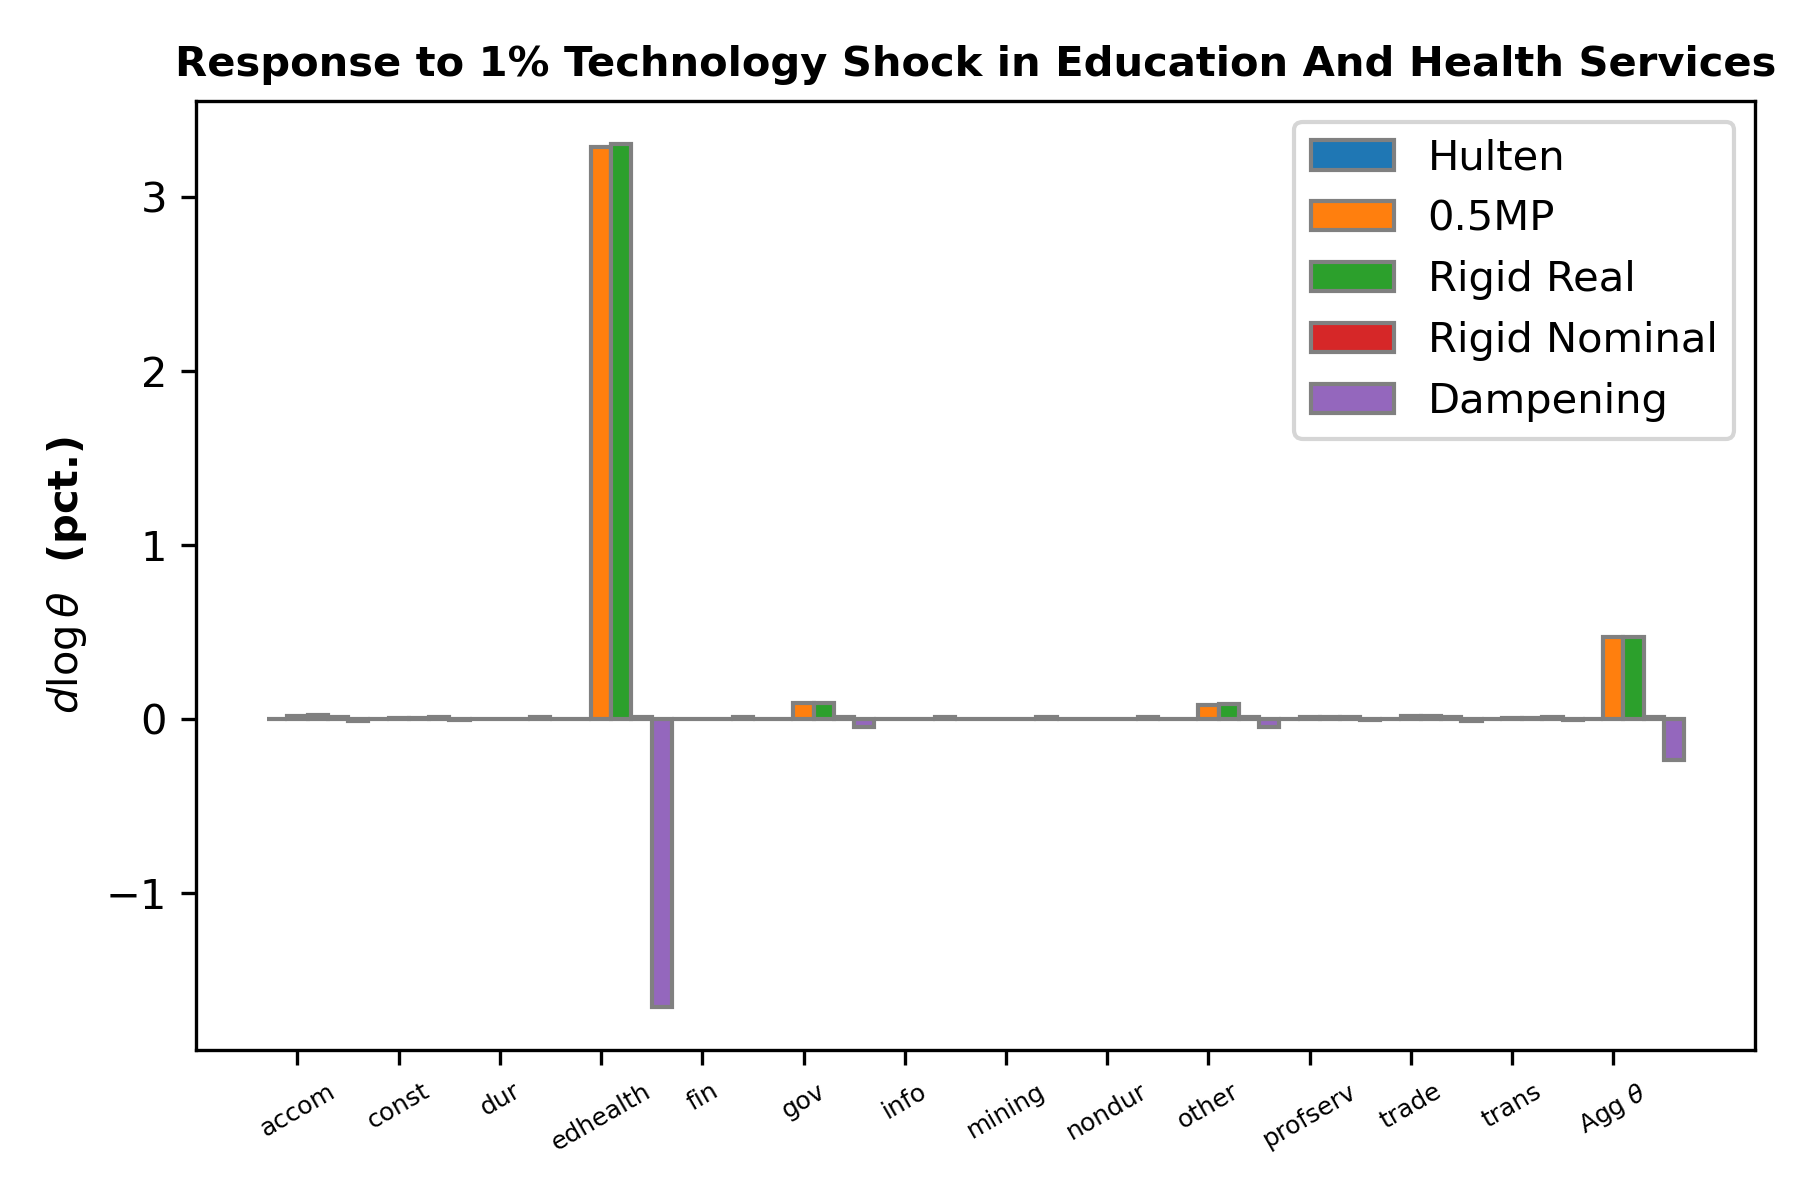 Response to 1% Technology Shock in Education And Health Services
Hulten
0.5MP
Rigid Real
Rigid Nominal
Dampening
d log θ (pct.)
3
2
1
0
−1
accom
const
dur
edhealth
fin
gov
info
mining
nondur
other
profserv
trade
trans
Agg θ